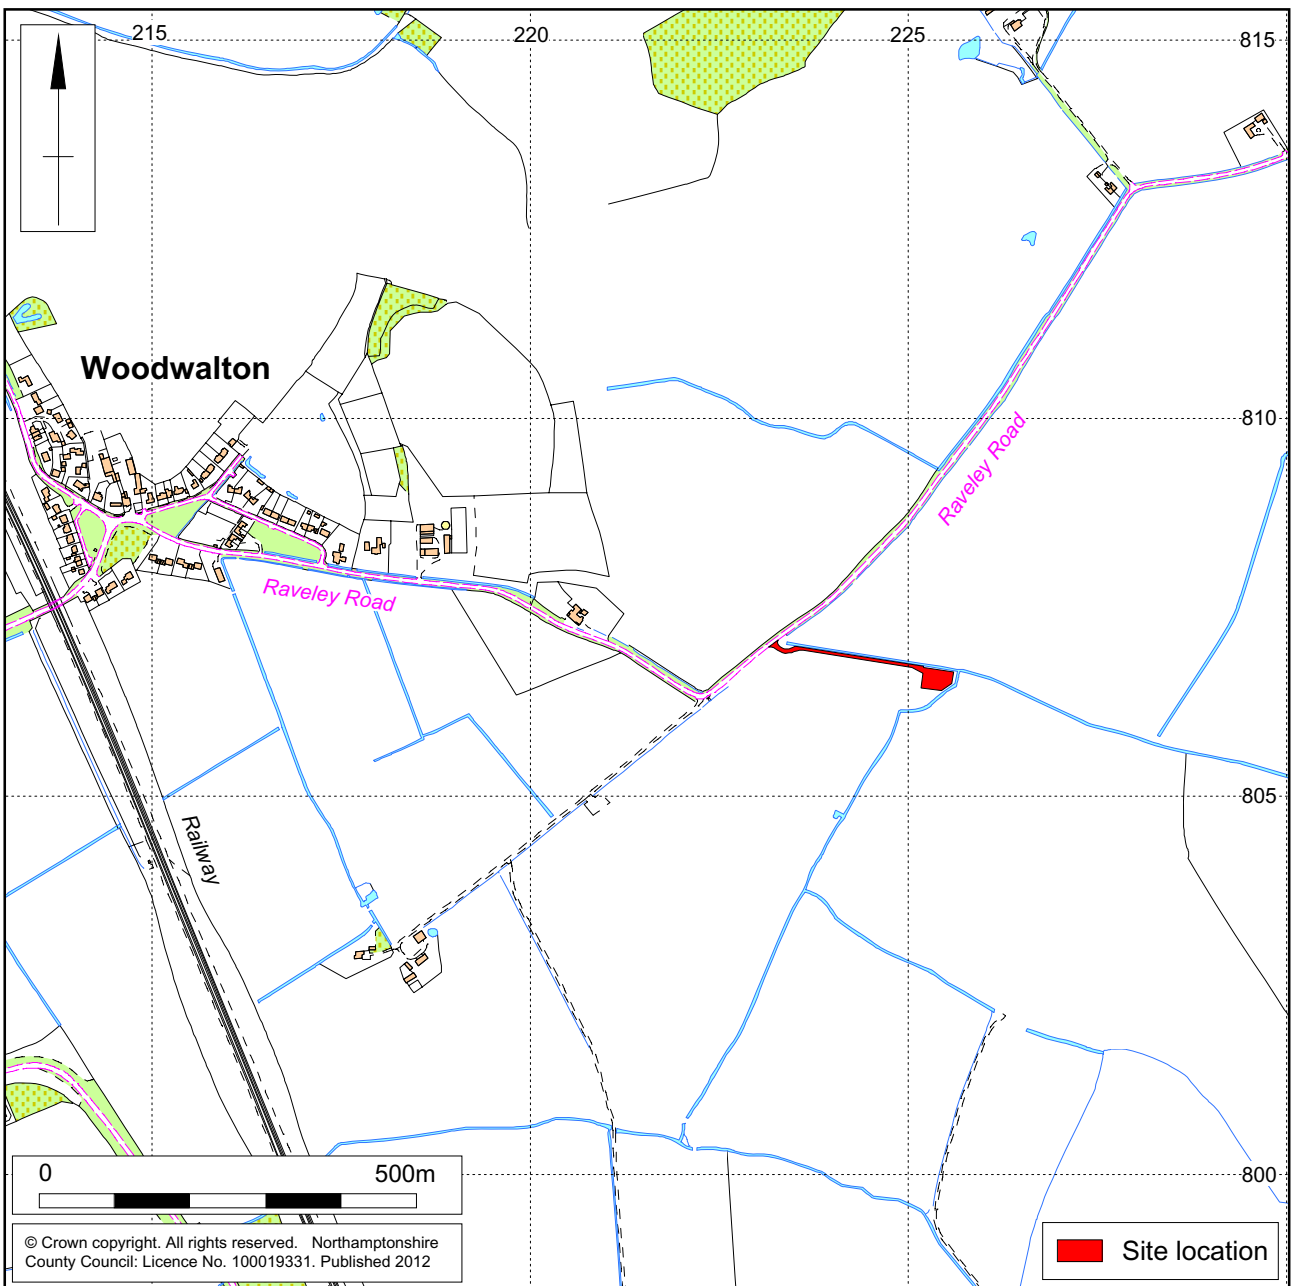 215
220
225
815
Woodwalton
810
Raveley Road
Raveley Road
805
Railway
0 500m
800
© Crown copyright. All rights reserved. Northamptonshire
County Council: Licence No. 100019331. Published 2012
Site location